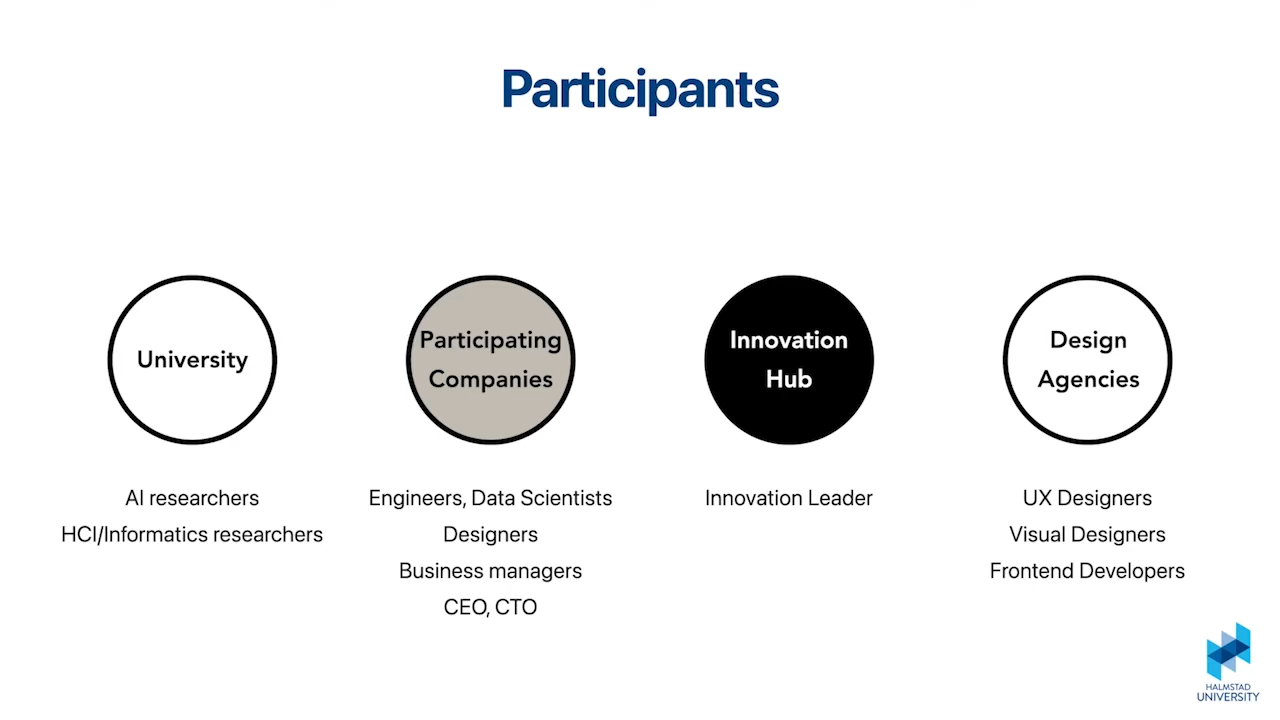 Participants
University
Participating
Companies
Innovation
Hub
Design
Agencies
AI researchers
HCI/Informatics researchers
Engineers, Data Scientists
Designers
Business managers
CEO, CTO
Innovation Leader
UX Designers
Visual Designers
Frontend Developers
HALMSTAD
UNIVERSITY